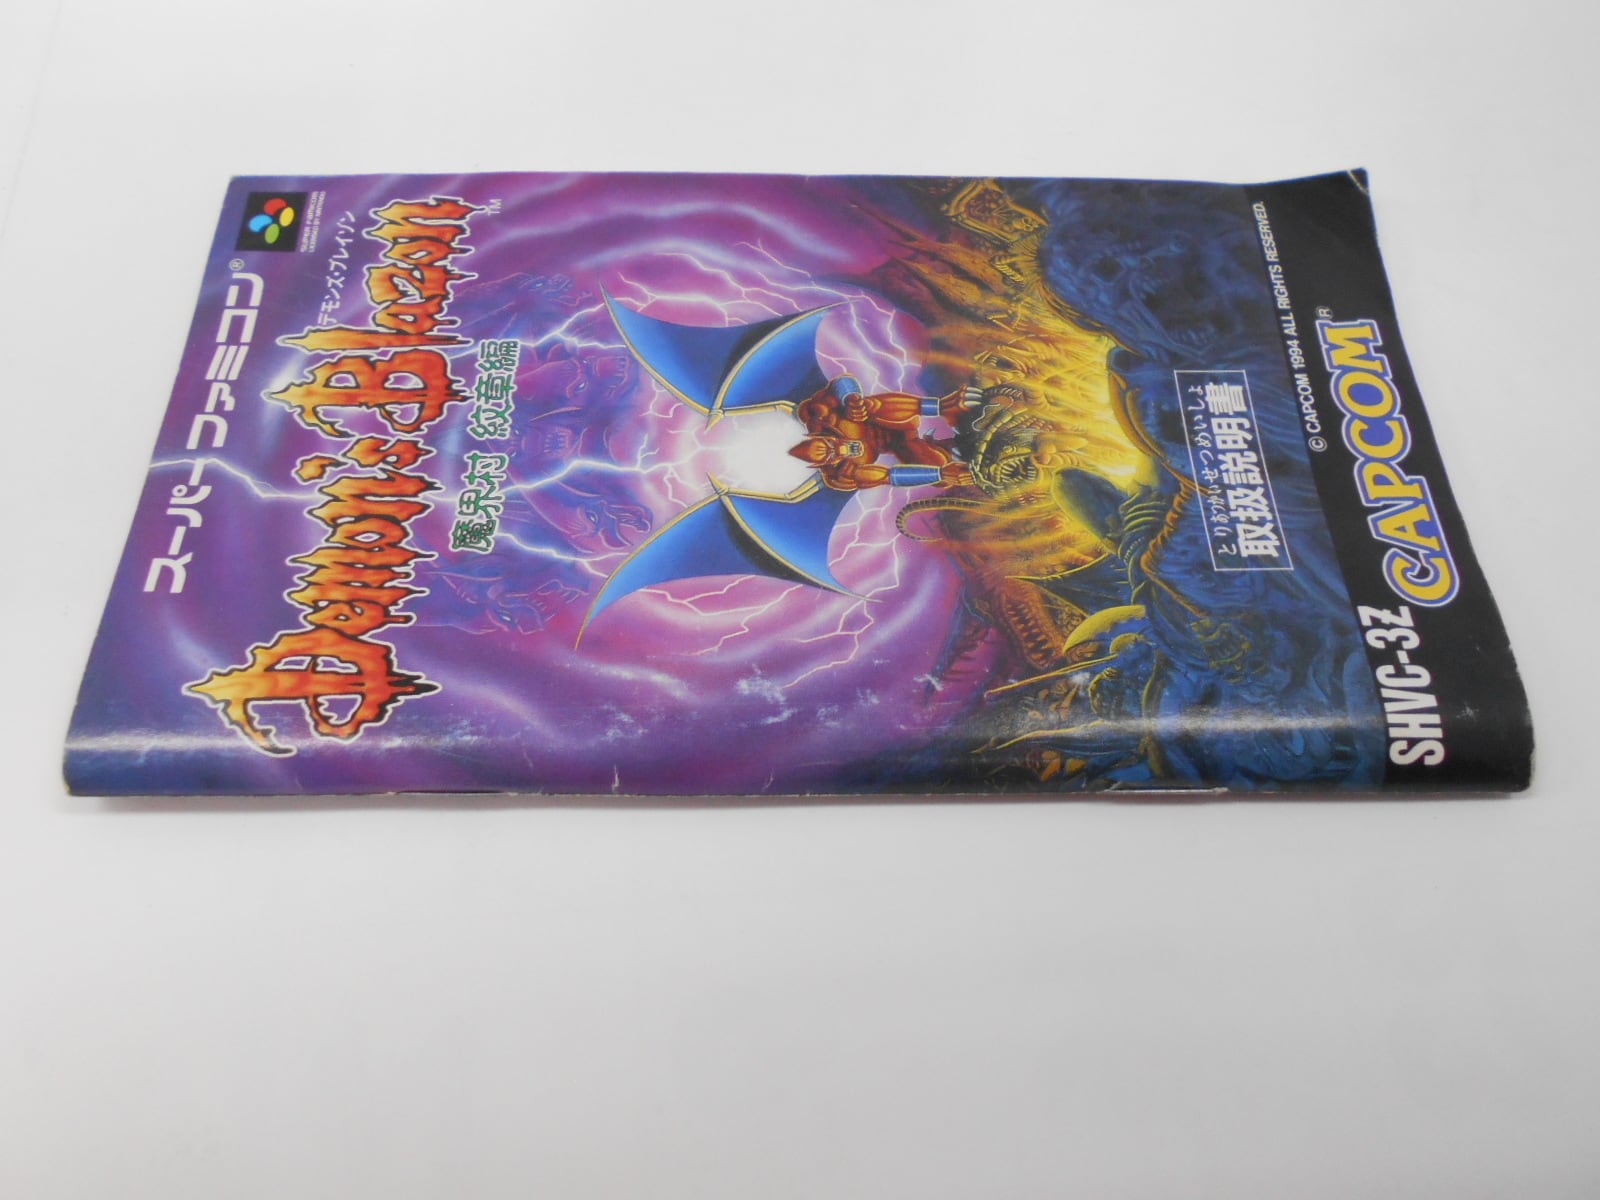 スーパーファミコン®
SUPER FAMICOM
LICENSED BY NINTENDO
デモンズ・ブレイゾン
Demon's Blazon™
魔界村 紋章編
とりあつかいせつめいしょ
取扱説明書
© CAPCOM 1994 ALL RIGHTS RESERVED.
SHVC-3Z
CAPCOM®